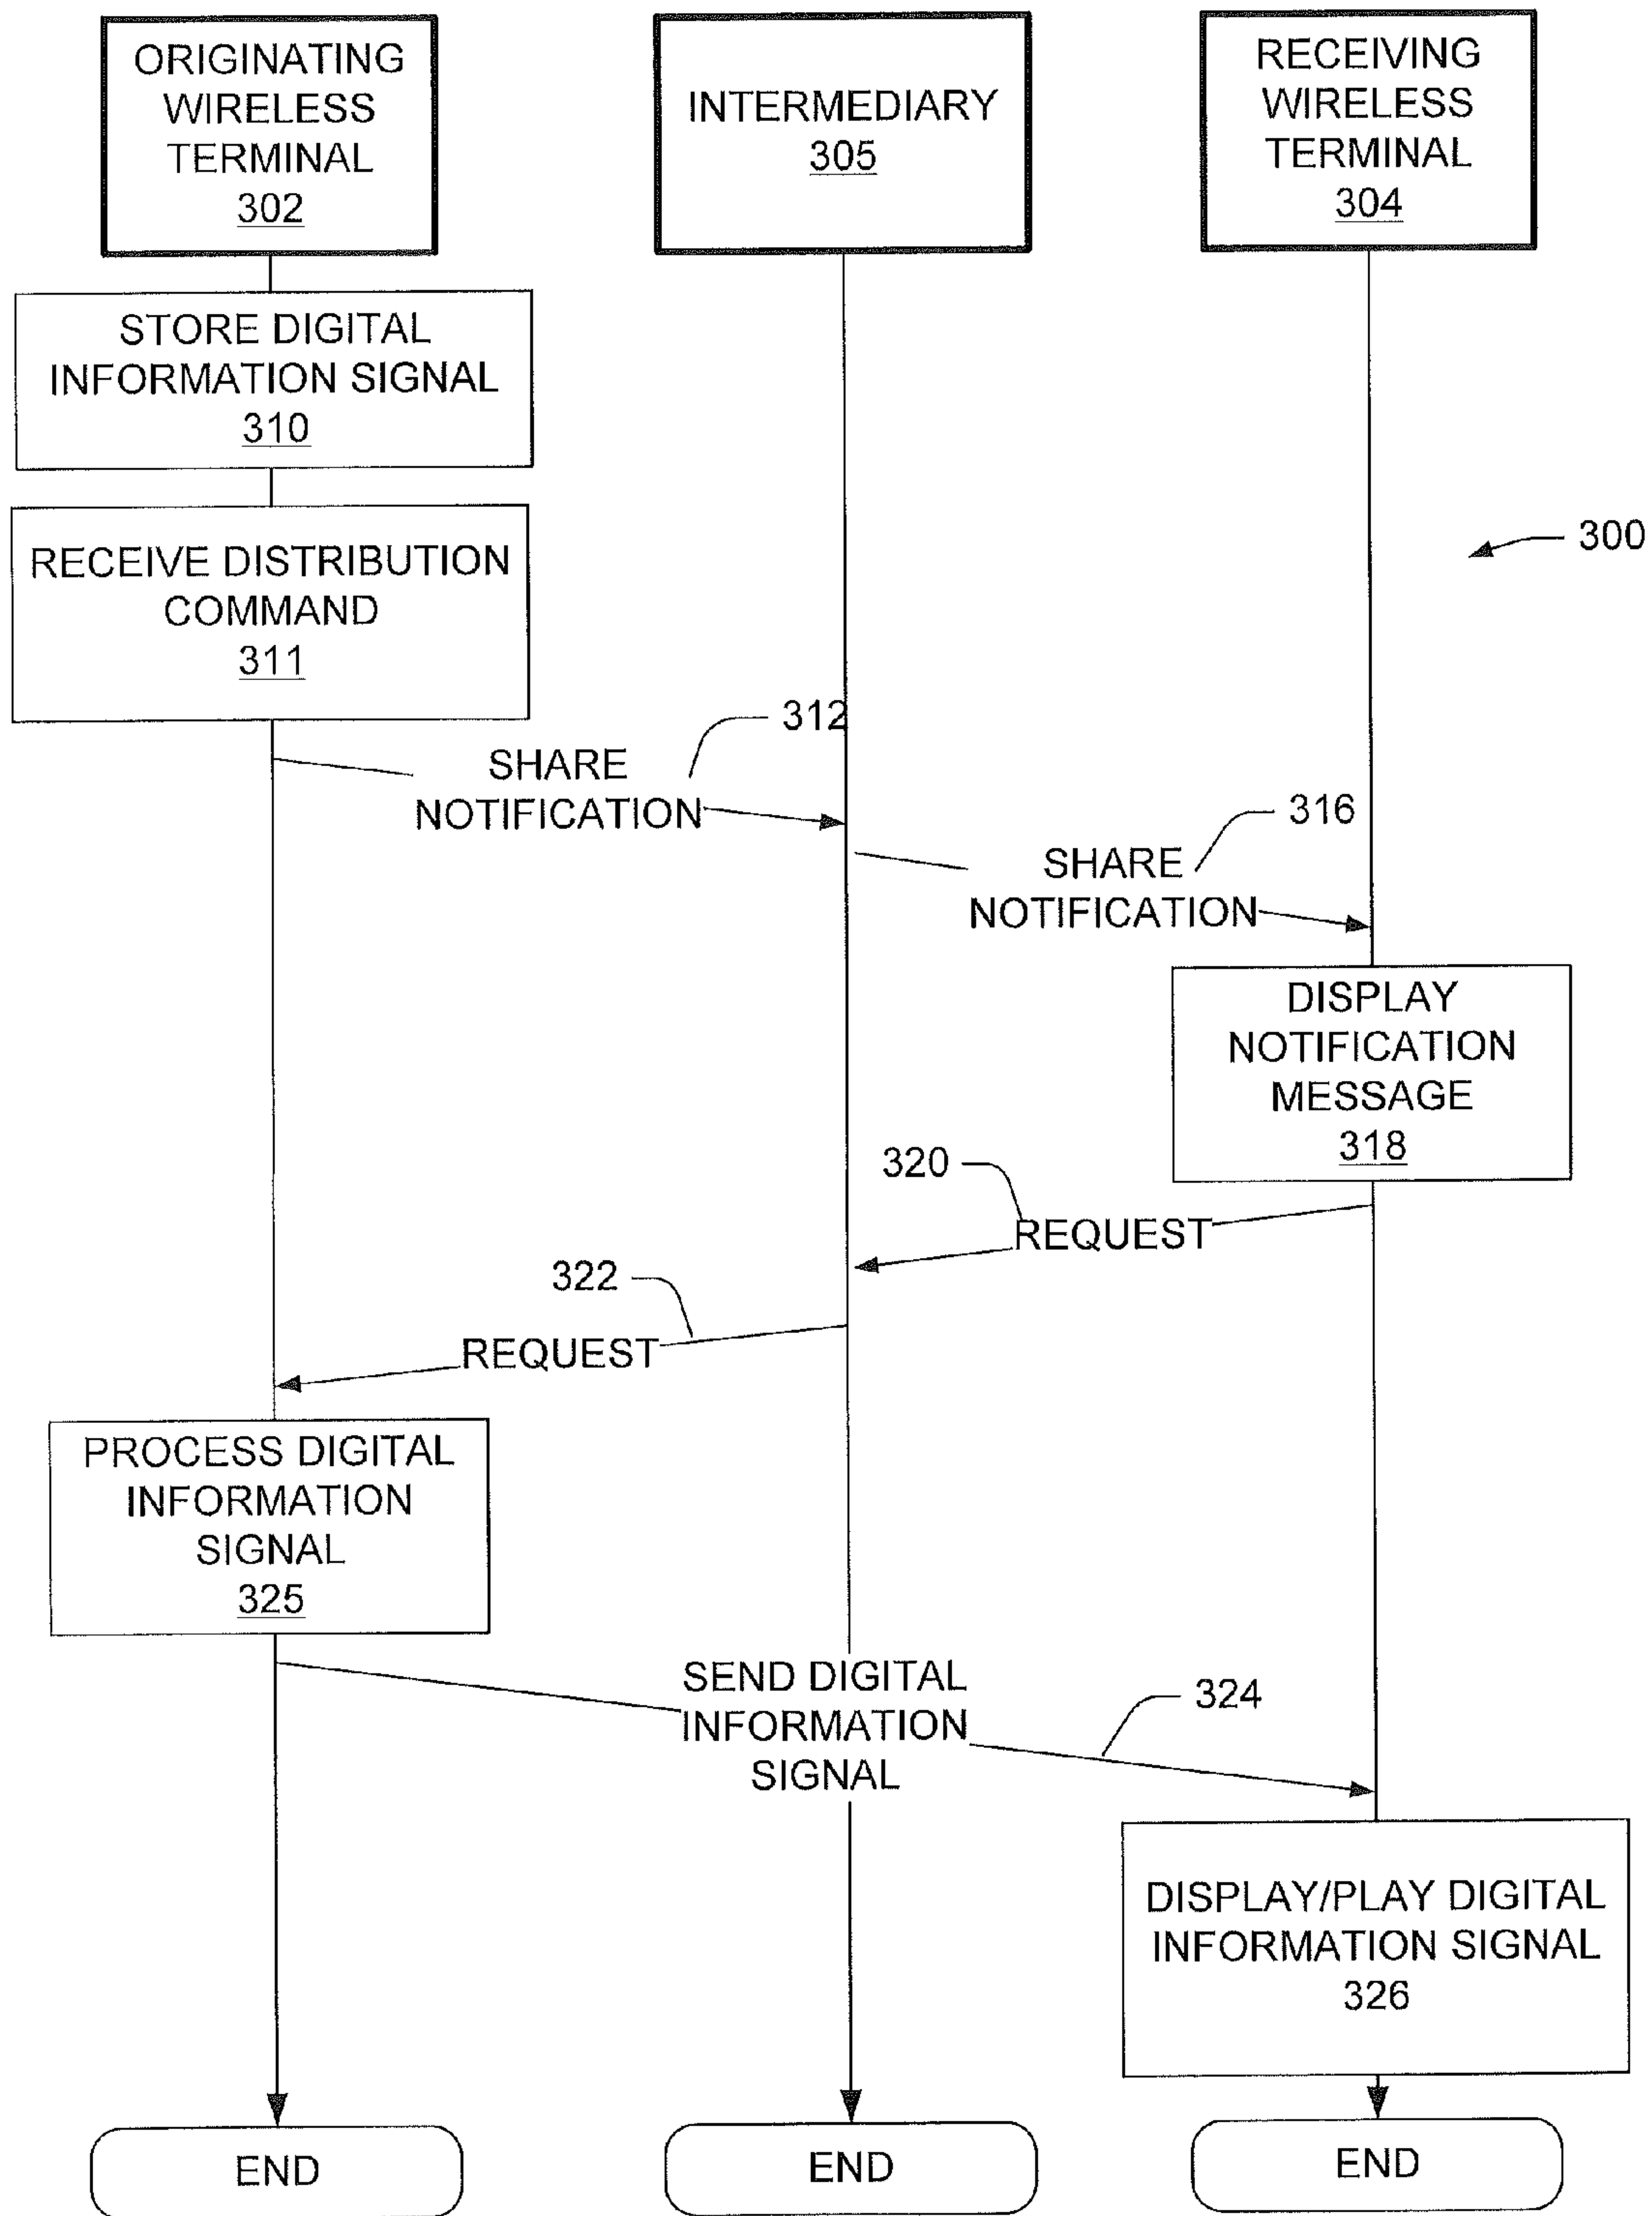 ORIGINATING
WIRELESS
TERMINAL
302
INTERMEDIARY
305
RECEIVING
WIRELESS
TERMINAL
304
STORE DIGITAL
INFORMATION SIGNAL
310
RECEIVE DISTRIBUTION
COMMAND
311
300
312
SHARE
NOTIFICATION
316
SHARE
NOTIFICATION
DISPLAY
NOTIFICATION
MESSAGE
318
320
REQUEST
322
REQUEST
PROCESS DIGITAL
INFORMATION
SIGNAL
325
SEND DIGITAL
INFORMATION
SIGNAL
324
DISPLAY/PLAY DIGITAL
INFORMATION SIGNAL
326
END
END
END